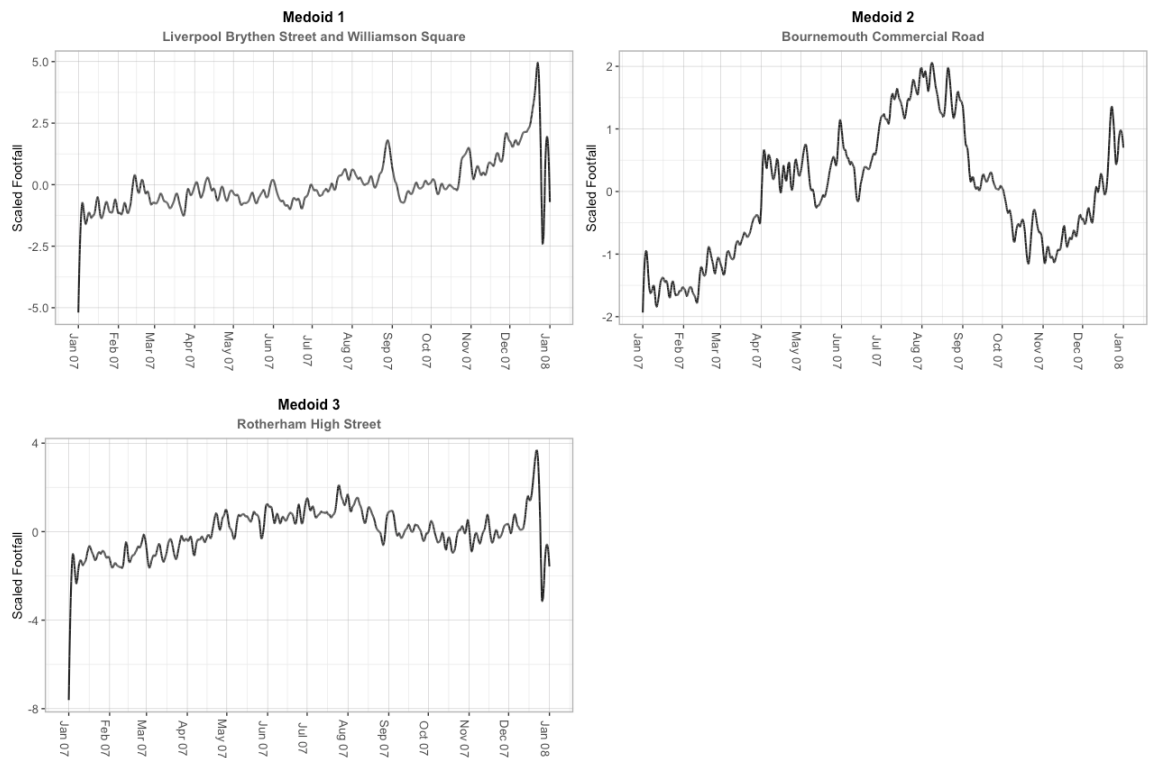 Medoid 1
Liverpool Brythen Street and Williamson Square
Scaled Footfall
5.0
2.5
0.0
-2.5
-5.0
Jan 07
Feb 07
Mar 07
Apr 07
May 07
Jun 07
Jul 07
Aug 07
Sep 07
Oct 07
Nov 07
Dec 07
Jan 08
Medoid 2
Bournemouth Commercial Road
Scaled Footfall
2
1
0
-1
-2
Jan 07
Feb 07
Mar 07
Apr 07
May 07
Jun 07
Jul 07
Aug 07
Sep 07
Oct 07
Nov 07
Dec 07
Jan 08
Medoid 3
Rotherham High Street
Scaled Footfall
4
0
-4
-8
Jan 07
Feb 07
Mar 07
Apr 07
May 07
Jun 07
Jul 07
Aug 07
Sep 07
Oct 07
Nov 07
Dec 07
Jan 08